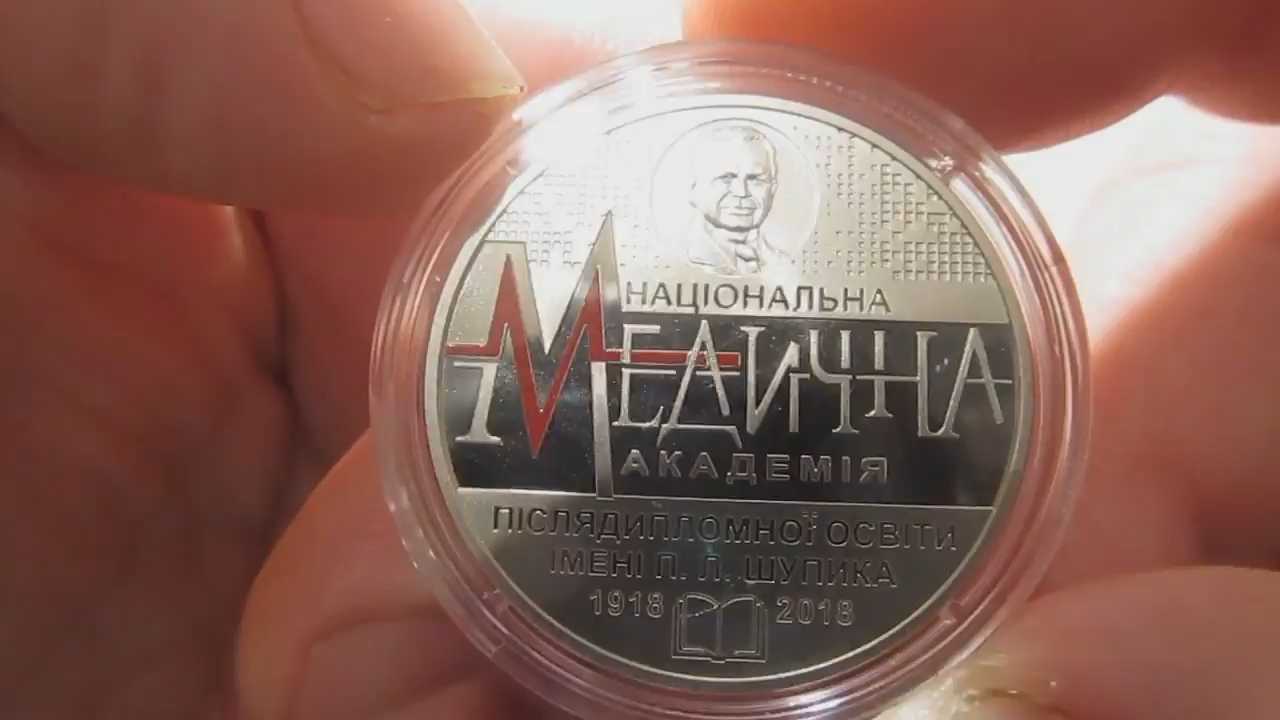 НАЦІОНАЛЬНА
МЕДИЧНА
АКАДЕМІЯ
ПІСЛЯДИПЛОМНОЇ ОСВІТИ
ІМЕНІ П. Л. ШУПИКА
1918 2018